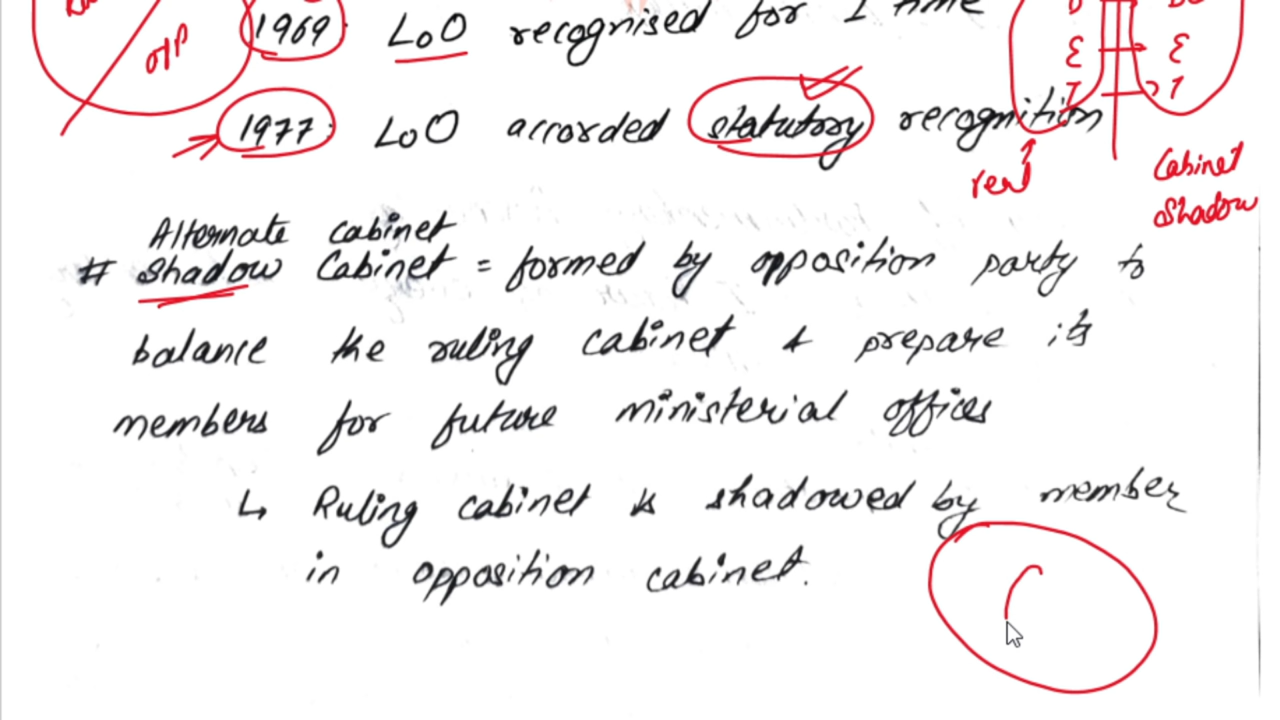 1969. LoO recognised for 1 time
O/P
D
E E
1977. LoO accorded statutory recognition
real
Cabinet
Shadow
Alternate cabinet
# Shadow Cabinet = formed by opposition party to
balance the ruling cabinet & prepare its
members for future ministerial offices
↳ Ruling cabinet is shadowed by member
in opposition cabinet.